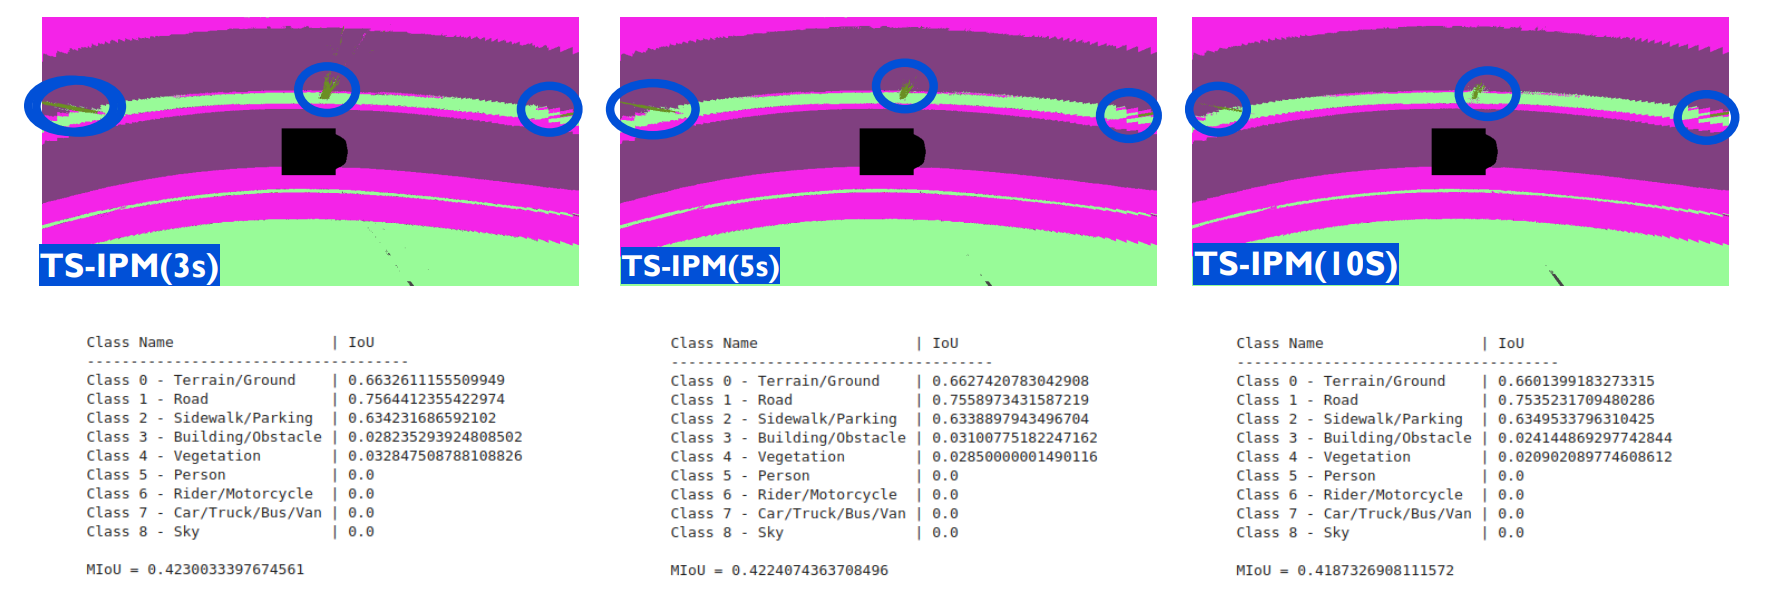 TS-IPM(3s)
Class Name | IoU
-------------------------------------
Class 0 - Terrain/Ground | 0.6632611155509949
Class 1 - Road | 0.7564412355422974
Class 2 - Sidewalk/Parking | 0.634231686592102
Class 3 - Building/Obstacle | 0.028235293924808502
Class 4 - Vegetation | 0.032847508788108826
Class 5 - Person | 0.0
Class 6 - Rider/Motorcycle | 0.0
Class 7 - Car/Truck/Bus/Van | 0.0
Class 8 - Sky | 0.0
MIoU = 0.4230033397674561
TS-IPM(5s)
Class Name | IoU
-------------------------------------
Class 0 - Terrain/Ground | 0.6627420783042908
Class 1 - Road | 0.7558973431587219
Class 2 - Sidewalk/Parking | 0.6338897943496704
Class 3 - Building/Obstacle | 0.03100775182247162
Class 4 - Vegetation | 0.02850000001490116
Class 5 - Person | 0.0
Class 6 - Rider/Motorcycle | 0.0
Class 7 - Car/Truck/Bus/Van | 0.0
Class 8 - Sky | 0.0
MIoU = 0.4224074363708496
TS-IPM(10S)
Class Name | IoU
-------------------------------------
Class 0 - Terrain/Ground | 0.6601399183273315
Class 1 - Road | 0.7535231709480286
Class 2 - Sidewalk/Parking | 0.6349533796310425
Class 3 - Building/Obstacle | 0.024144869297742844
Class 4 - Vegetation | 0.020902089774608612
Class 5 - Person | 0.0
Class 6 - Rider/Motorcycle | 0.0
Class 7 - Car/Truck/Bus/Van | 0.0
Class 8 - Sky | 0.0
MIoU = 0.4187326908111572